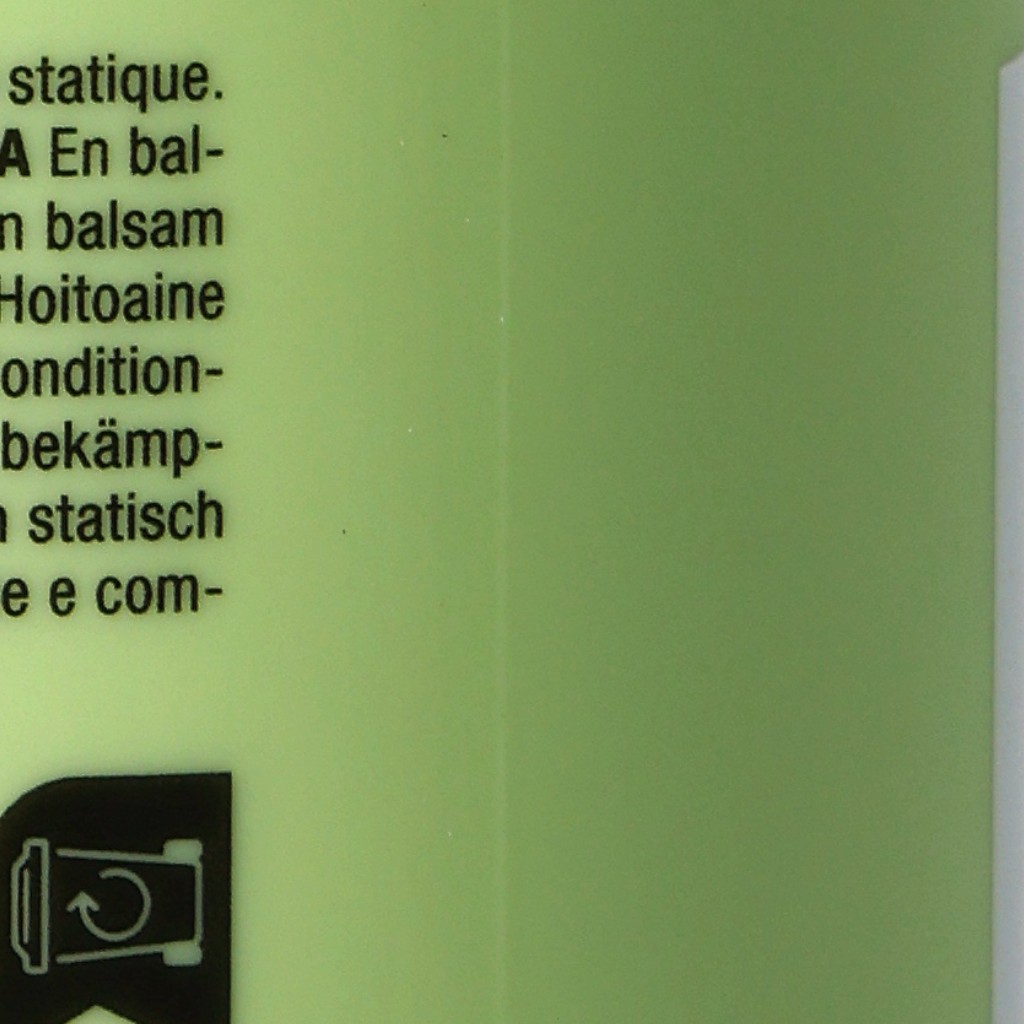 statique.
A En bal-
n balsam
Hoitoaine
ondition-
bekämp-
statisch
e e com-